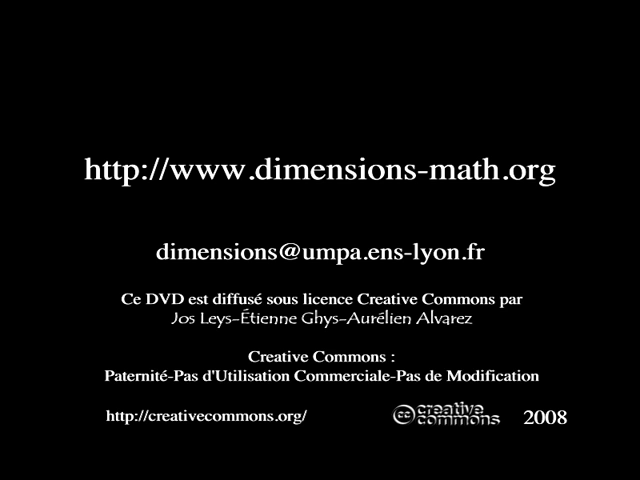 http://www.dimensions-math.org
dimensions@umpa.ens-lyon.fr
Ce DVD est diffusé sous licence Creative Commons par
Jos Leys-Étienne Ghys-Aurélien Alvarez
Creative Commons :
Paternité-Pas d'Utilisation Commerciale-Pas de Modification
http://creativecommons.org/
cc creative commons 2008